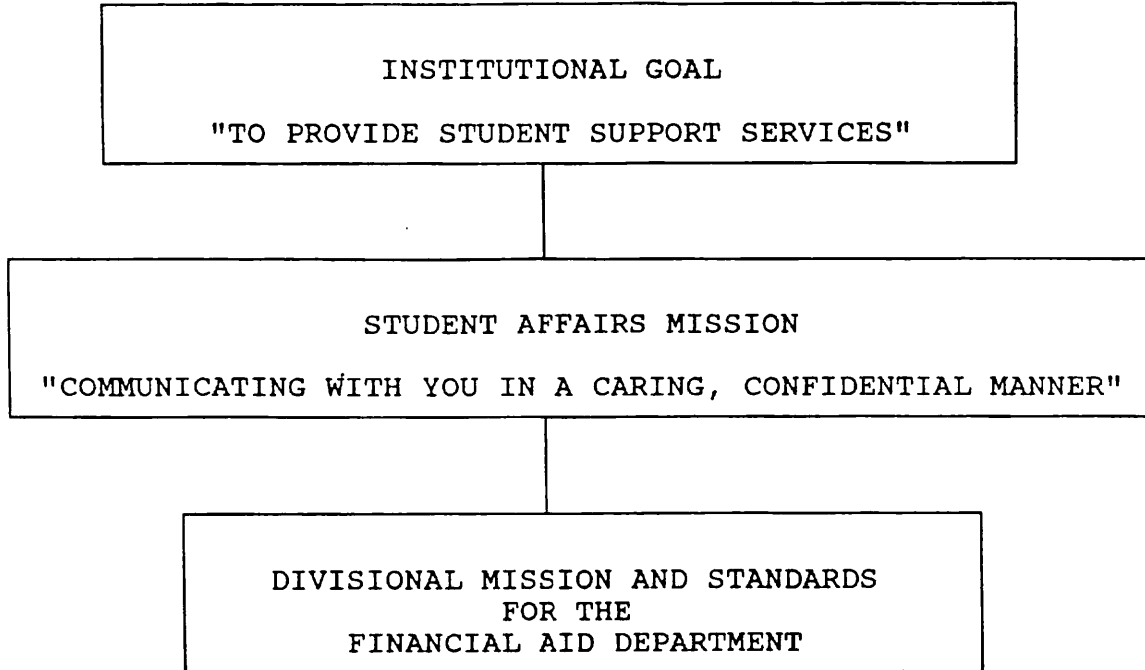 INSTITUTIONAL GOAL
"TO PROVIDE STUDENT SUPPORT SERVICES"
STUDENT AFFAIRS MISSION
"COMMUNICATING WITH YOU IN A CARING, CONFIDENTIAL MANNER"
DIVISIONAL MISSION AND STANDARDS
FOR THE
FINANCIAL AID DEPARTMENT